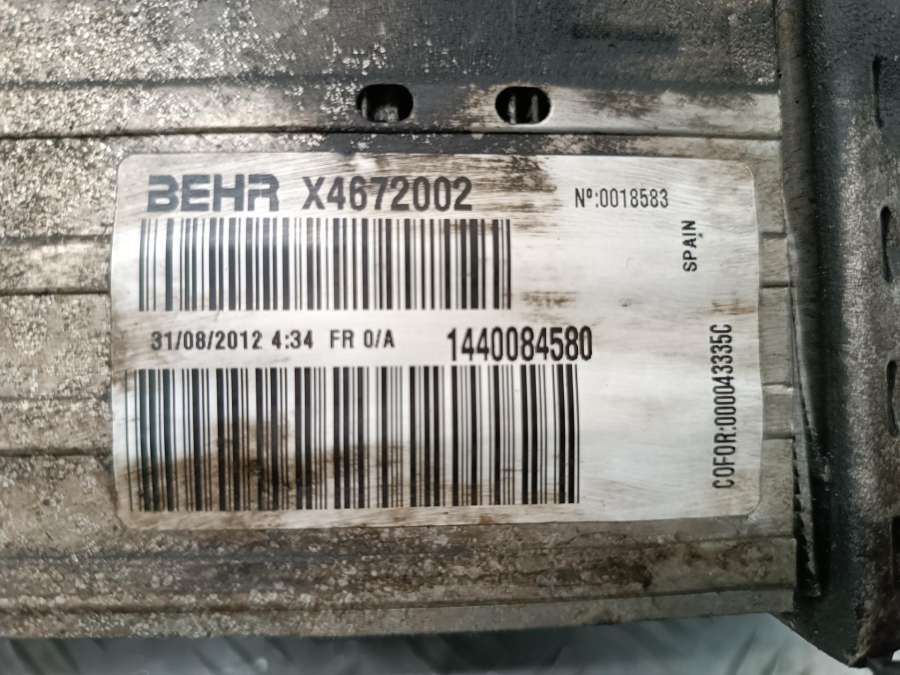 BEHR X4672002
Nº:0018583
SPAIN
31/08/2012 4:34 FR 0/A 1440084580
COFOR:000043335C